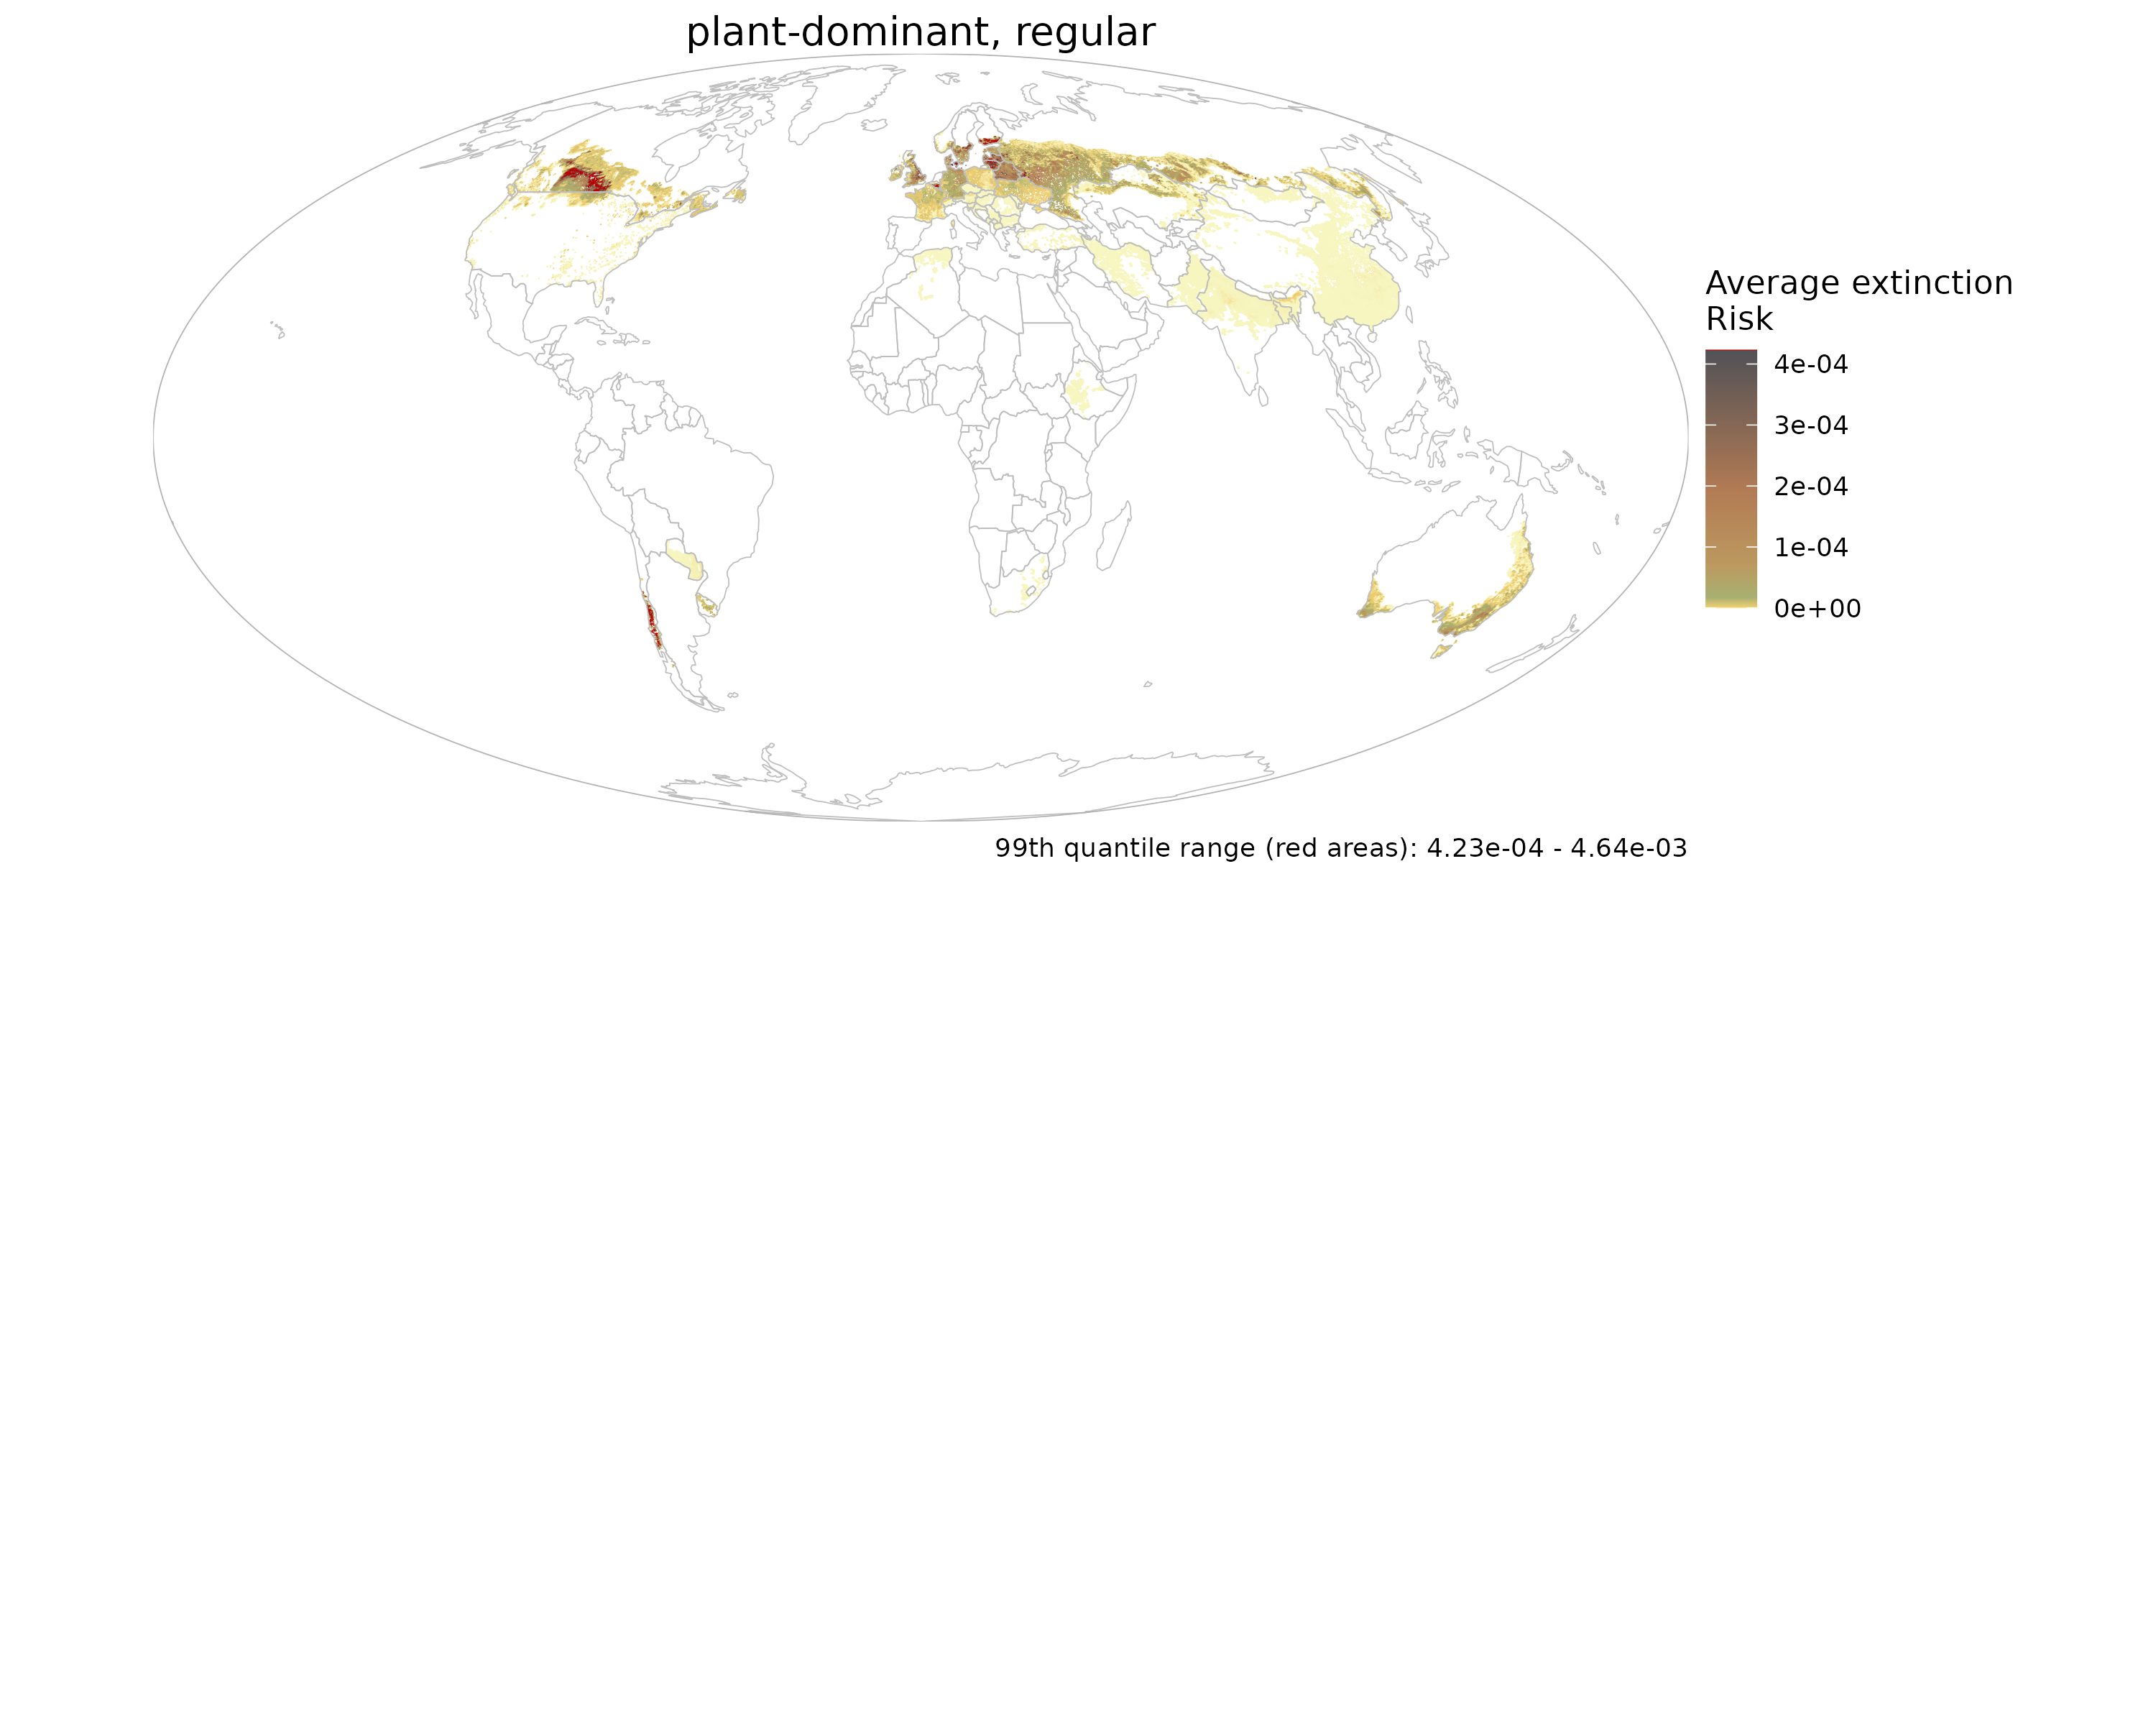 plant-dominant, regular
Average extinction
Risk
4e-04
3e-04
2e-04
1e-04
0e+00
99th quantile range (red areas): 4.23e-04 - 4.64e-03